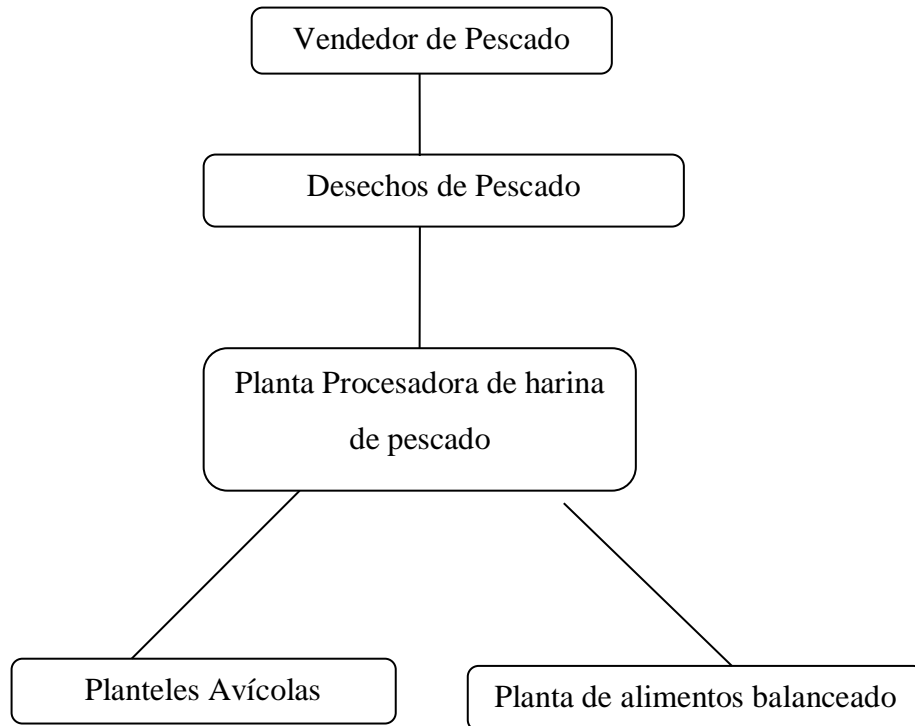 Vendedor de Pescado
Desechos de Pescado
Planta Procesadora de harina
de pescado
Planteles Avícolas
Planta de alimentos balanceado